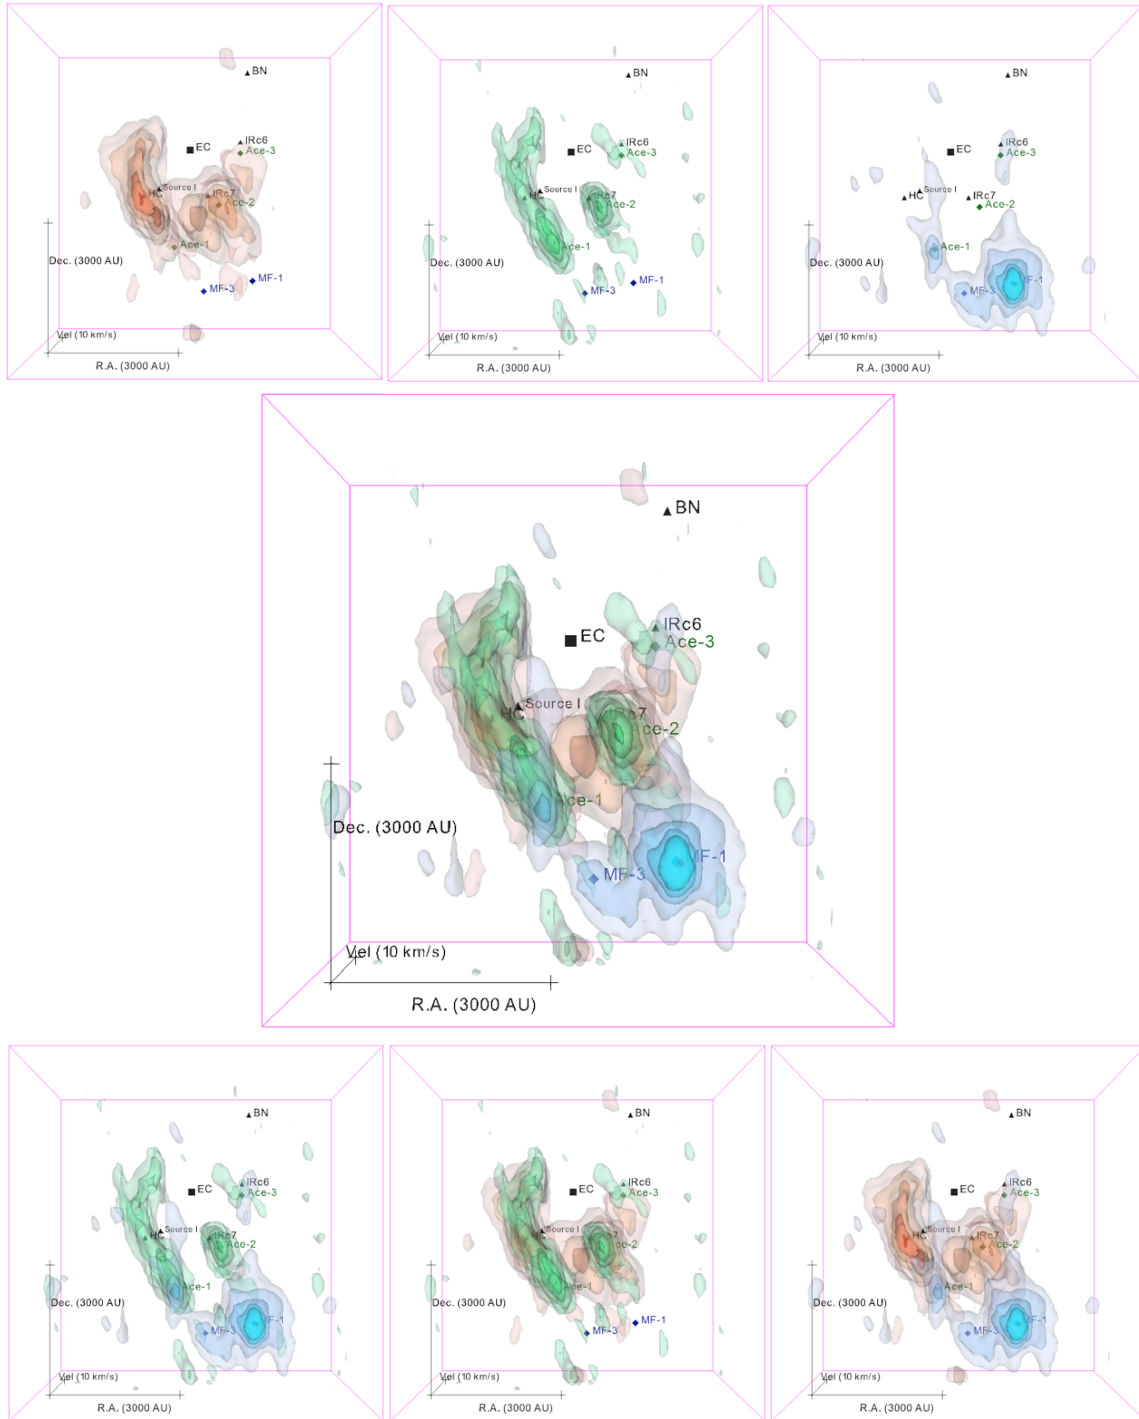 BN
IRc6
EC
Ace-3
Source I
HC
IRc7
Ace-2
Ace-1
Dec. (3000 AU)
MF-1
MF-3
Vel (10 km/s)
R.A. (3000 AU)
BN
IRc6
EC
Ace-3
Source I
HC
IRc7
Ace-2
Ace-1
Dec. (3000 AU)
MF-1
MF-3
Vel (10 km/s)
R.A. (3000 AU)
BN
IRc6
EC
Ace-3
Source I
HC
IRc7
Ace-2
Ace-1
Dec. (3000 AU)
MF-1
MF-3
Vel (10 km/s)
R.A. (3000 AU)
BN
IRc6
EC
Ace-3
Source I
HC
IRc7
Ace-2
Ace-1
Dec. (3000 AU)
MF-1
MF-3
Vel (10 km/s)
R.A. (3000 AU)
BN
IRc6
EC
Ace-3
Source I
HC
IRc7
Ace-2
Ace-1
Dec. (3000 AU)
MF-1
MF-3
Vel (10 km/s)
R.A. (3000 AU)
BN
IRc6
EC
Ace-3
Source I
HC
IRc7
Ace-2
Ace-1
Dec. (3000 AU)
MF-1
MF-3
Vel (10 km/s)
R.A. (3000 AU)
BN
IRc6
EC
Ace-3
Source I
HC
IRc7
Ace-2
Ace-1
Dec. (3000 AU)
MF-1
MF-3
Vel (10 km/s)
R.A. (3000 AU)